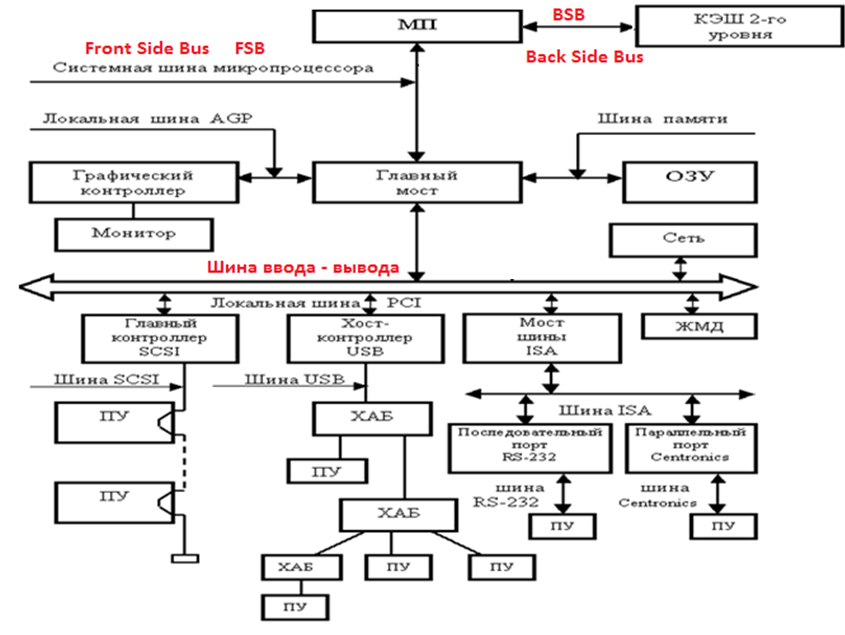 МП
BSB
КЭШ 2-го
уровня
Front Side Bus FSB
Back Side Bus
Системная шина микропроцессора
Локальная шина AGP
Шина памяти
Графический
контроллер
Главный
мост
ОЗУ
Монитор
Сеть
Шина ввода - вывода
Локальная шина PCI
Главный
контроллер
SCSI
Хост-
контроллер
USB
Мост
шины
ISA
ЖМД
Шина SCSI
Шина USB
Шина ISA
ПУ
ХАБ
Последовательный
порт
RS-232
Параллельный
порт
Centronics
ПУ
шина
RS-232
шина
Centronics
ПУ
ХАБ
ПУ
ПУ
ХАБ
ПУ
ПУ
ПУ